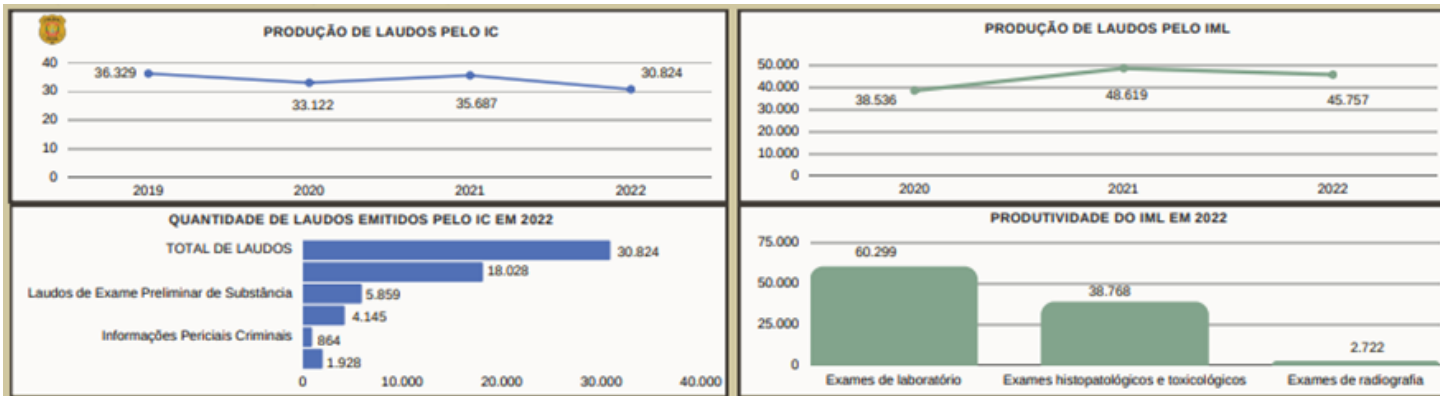 PRODUÇÃO DE LAUDOS PELO IC
40
30
20
10
0
36.329
33.122
35.687
30.824
2019 2020 2021 2022
PRODUÇÃO DE LAUDOS PELO IML
50.000
40.000
30.000
20.000
10.000
0
38.536
48.619
45.757
2020 2021 2022
QUANTIDADE DE LAUDOS EMITIDOS PELO IC EM 2022
TOTAL DE LAUDOS 30.824
18.028
Laudos de Exame Preliminar de Substância 5.859
4.145
Informações Periciais Criminais 864
1.928
0 10.000 20.000 30.000 40.000
PRODUTIVIDADE DO IML EM 2022
75.000
50.000
25.000
0
60.299
38.768
2.722
Exames de laboratório Exames histopatológicos e toxicológicos Exames de radiografia